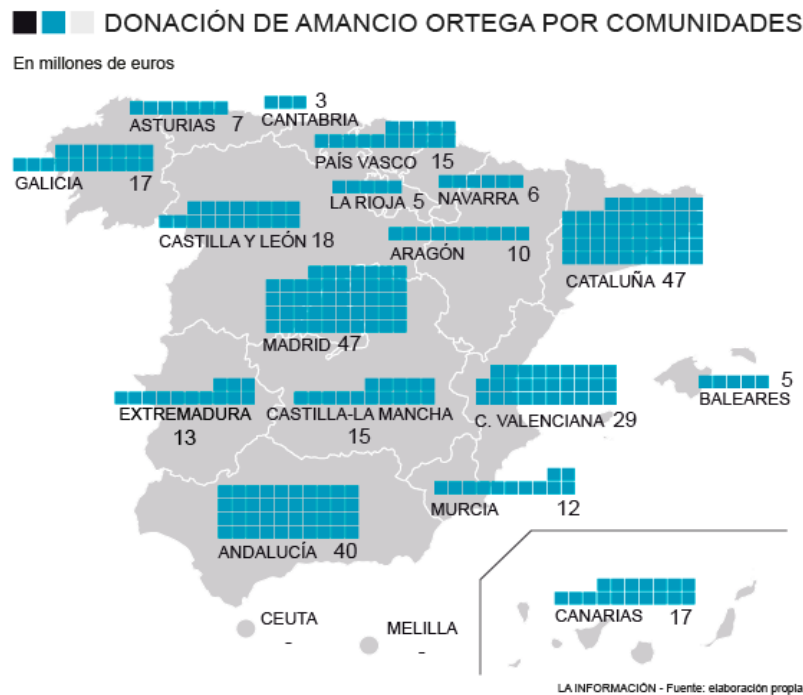 DONACIÓN DE AMANCIO ORTEGA POR COMUNIDADES
En millones de euros
ASTURIAS 7
3
CANTABRIA
PAÍS VASCO 15
GALICIA 17
LA RIOJA 5
NAVARRA 6
CASTILLA Y LEÓN 18
ARAGÓN 10
CATALUÑA 47
MADRID 47
5
BALEARES
EXTREMADURA
13
CASTILLA-LA MANCHA
15
C. VALENCIANA 29
MURCIA
12
ANDALUCÍA 40
CANARIAS 17
CEUTA
-
MELILLA
-
LA INFORMACIÓN - Fuente: elaboración propia